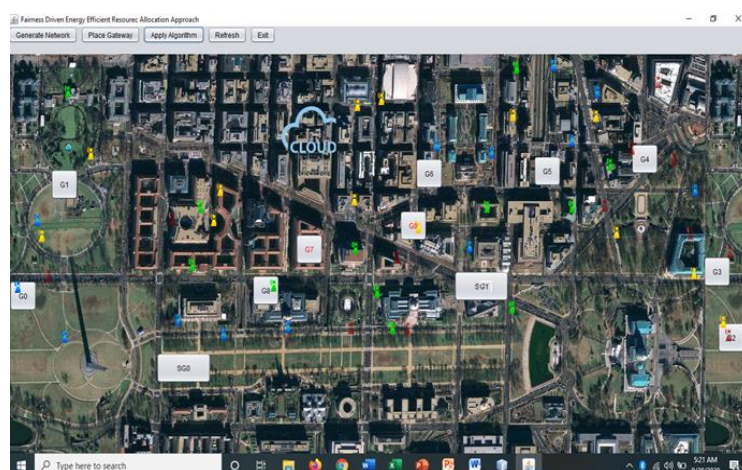 Fairness Driven Energy Efficient Resourec Allocation Approach
Generate Network Place Gateway Apply Algorithm Refresh Exit
CLOUD
G6 G5 G4
G1
G7
G3
G0 G8 SG1
SG0
Type here to search
5:21 AM